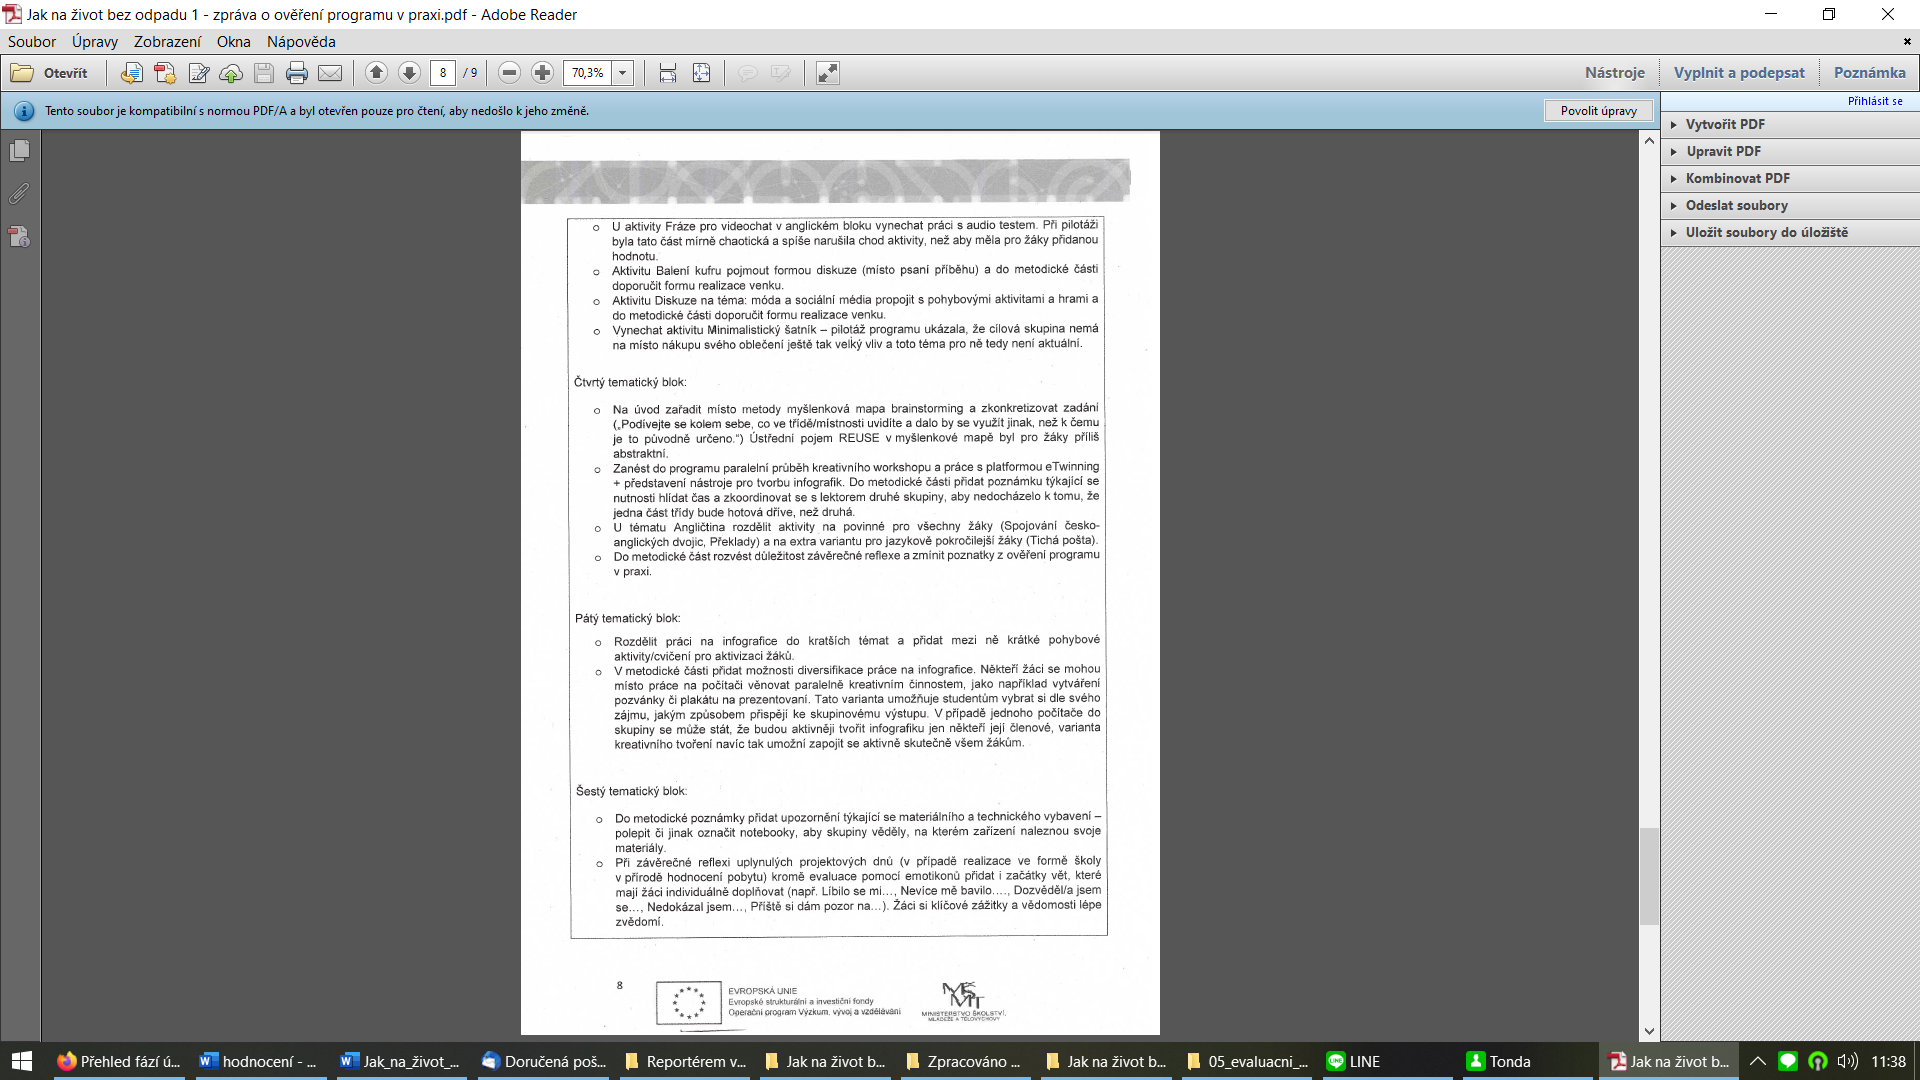 Jak na život bez odpadu 1 - zpráva o ověření programu v praxi.pdf - Adobe Reader
Soubor Úpravy Zobrazení Okna Nápověda
Otevřít 8 / 9 70,3% Nástroje Vyplnit a podepsat Poznámka
Tento soubor je kompatibilní s normou PDF/A a byl otevřen pouze pro čtení, aby nedošlo k jeho změně. Povolit úpravy
Přihlásit se
Vytvořit PDF
Upravit PDF
Kombinovat PDF
Odeslat soubory
Uložit soubory do úložiště
o U aktivity Fráze pro videochat v anglickém bloku vynechat práci s audio testem. Při pilotáži
byla tato část mírně chaotická a spíše narušila chod aktivity, než aby měla pro žáky přidanou
hodnotu.
o Aktivitu Balení kufru pojmout formou diskuze (místo psaní příběhu) a do metodické části
doporučit formu realizace venku.
o Aktivitu Diskuze na téma: móda a sociální média propojit s pohybovými aktivitami a hrami a
do metodické části doporučit formu realizace venku.
o Vynechat aktivitu Minimalistický šatník – pilotáž programu ukázala, že cílová skupina nemá
na místo nákupu svého oblečení ještě tak velký vliv a toto téma pro ně tedy není aktuální.
Čtvrtý tematický blok:
o Na úvod zařadit místo metody myšlenková mapa brainstorming a zkonkretizovat zadání
(„Podívejte se kolem sebe, co ve třídě/místnosti uvidíte a dalo by se využít jinak, než k čemu
je to původně určeno.“) Ústřední pojem REUSE v myšlenkové mapě byl pro žáky příliš
abstraktní.
o Zanést do programu paralelní průběh kreativního workshopu a práce s platformou eTwinning
+ představení nástroje pro tvorbu infografik. Do metodické části přidat poznámku týkající se
nutnosti hlídat čas a zkoordinovat se s lektorem druhé skupiny, aby nedocházelo k tomu, že
jedna část třídy bude hotová dříve, než druhá.
o U tématu Angličtina rozdělit aktivity na povinné pro všechny žáky (Spojování česko-
anglických dvojic, Překlady) a na extra variantu pro jazykově pokročilejší žáky (Tichá pošta).
o Do metodické část rozvést důležitost závěrečné reflexe a zmínit poznatky z ověření programu
v praxi.
Pátý tematický blok:
o Rozdělit práci na infografice do kratších témat a přidat mezi ně krátké pohybové
aktivity/cvičení pro aktivizaci žáků.
o V metodické části přidat možnosti diversifikace práce na infografice. Někteří žáci se mohou
místo práce na počítači věnovat paralelně kreativním činnostem, jako například vytváření
pozvánky či plakátu na prezentovaní. Tato varianta umožňuje studentům vybrat si dle svého
zájmu, jakým způsobem přispějí ke skupinovému výstupu. V případě jednoho počítače do
skupiny se může stát, že budou aktivněji tvořit infografiku jen někteří její členové, varianta
kreativního tvoření navíc tak umožní zapojit se aktivně skutečně všem žákům.
Šestý tematický blok:
o Do metodické poznámky přidat upozornění týkající se materiálního a technického vybavení –
polepit či jinak označit notebooky, aby skupiny věděly, na kterém zařízení naleznou svoje
materiály.
o Při závěrečné reflexi uplynulých projektových dnů (v případě realizace ve formě školy
v přírodě hodnocení pobytu) kromě evaluace pomocí emotikonů přidat i začátky vět, které
mají žáci individuálně doplňovat (např. Líbilo se mi…, Nevíce mě bavilo…., Dozvěděl/a jsem
se…, Nedokázal jsem…, Příště si dám pozor na…). Žáci si klíčové zážitky a vědomosti lépe
zvědomí.
8
EVROPSKÁ UNIE
Evropské strukturální a investiční fondy
Operační program Výzkum, vývoj a vzdělávání
MŠMT
MINISTERSTVO ŠKOLSTVÍ,
MLÁDEŽE A TĚLOVÝCHOVY
Přehled fází ú... hodnocení - ... Jak_na_život_... Doručená poš... Reportérem v... Jak na život b... Zpracováno ... Jak na život b... 05_evaluacni_... LINE Tonda Jak na život b... 11:38